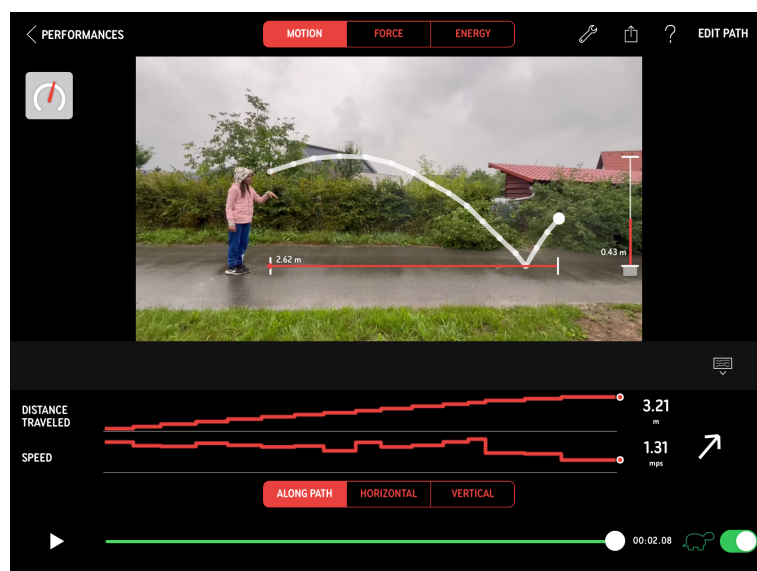 PERFORMANCES
MOTION
FORCE
ENERGY
?
EDIT PATH
2.62 m
0.43 m
DISTANCE
TRAVELED
3.21
m
SPEED
1.31
mps
ALONG PATH
HORIZONTAL
VERTICAL
00:02.08